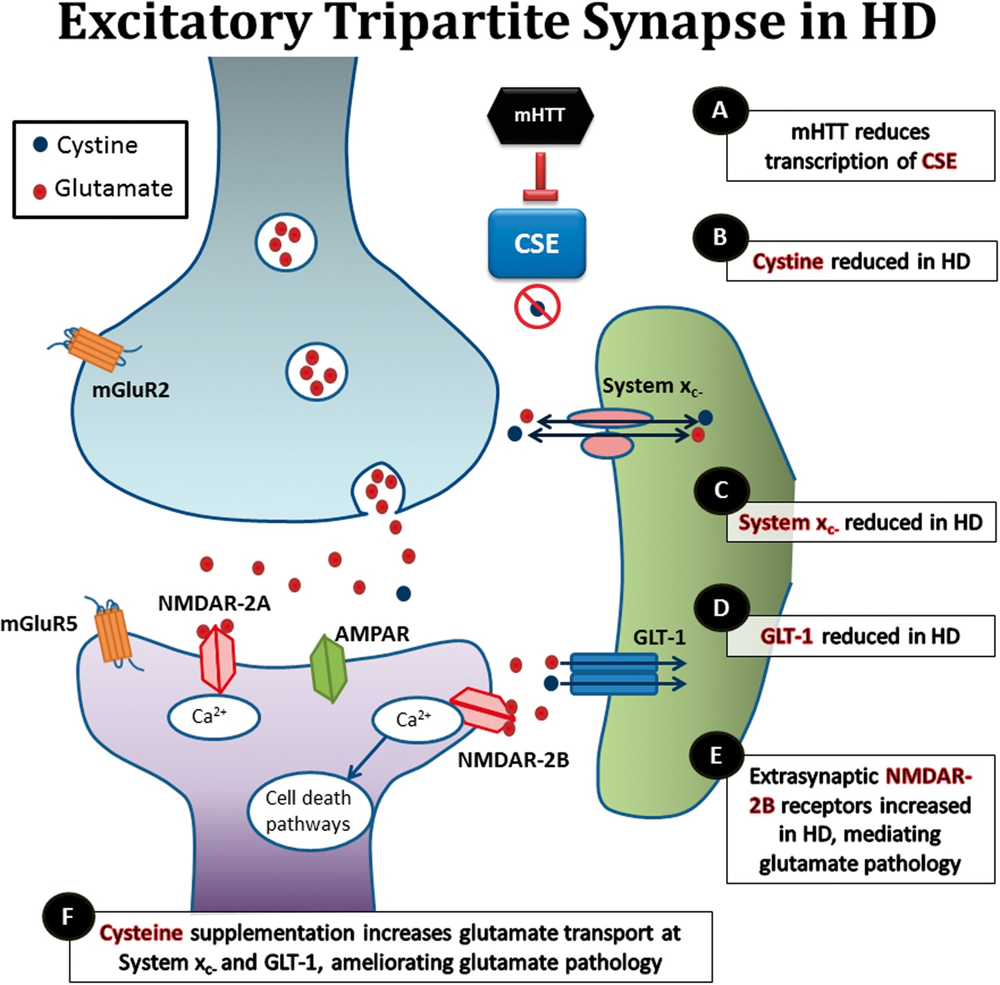 Excitatory Tripartite Synapse in HD
Cystine
Glutamate
mHTT
CSE
A
mHTT reduces
transcription of CSE
B
Cystine reduced in HD
mGluR2
System xc-
C
System xc- reduced in HD
NMDAR-2A
mGluR5
AMPAR
D
GLT-1 reduced in HD
GLT-1
Ca2+
Ca2+
NMDAR-2B
Cell death
pathways
E
Extrasynaptic NMDAR-
2B receptors increased
in HD, mediating
glutamate pathology
F
Cysteine supplementation increases glutamate transport at
System xc- and GLT-1, ameliorating glutamate pathology